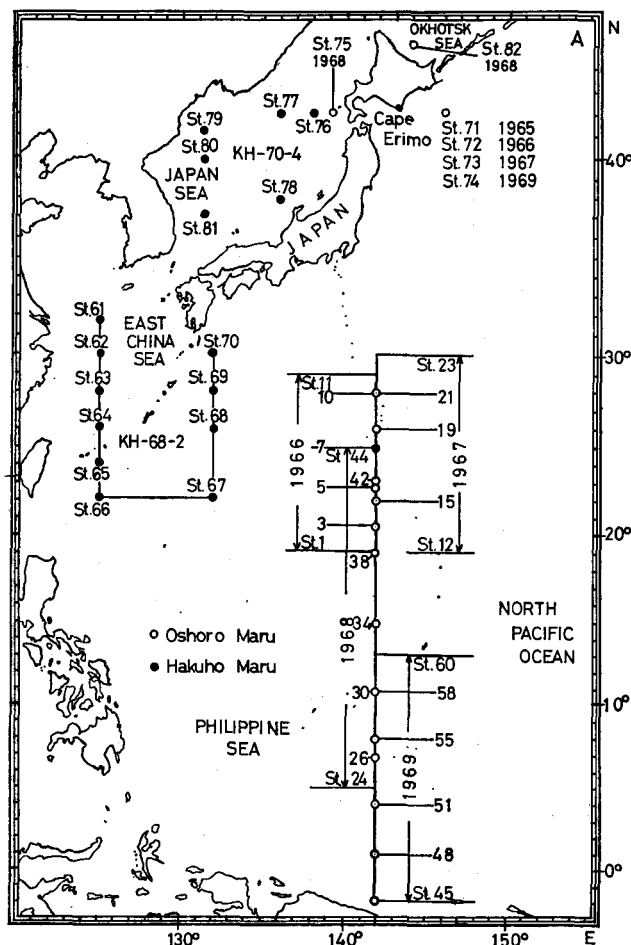 OKHOTSK
SEA
A
N
St.75
1968
St.82
1968
St.77
St.76
St.79
St.80
KH-70-4
JAPAN
SEA
St.78
St.81
Cape
Erimo
St.71 1965
St.72 1966
St.73 1967
St.74 1969
40°
JAPAN
St.61
EAST
CHINA
SEA
St.62
St.70
St.63
St.69
St.64
St.68
KH-68-2
St.65
St.66
St.67
30°
St.23
St.11
10
21
19
1966
1967
7
St.44
42
5
15
3
St.1
St.12
38
20°
34
1968
○ Oshoro Maru
● Hakuho Maru
NORTH
PACIFIC
OCEAN
St.60
30
58
10°
PHILIPPINE
SEA
55
26
1969
St.24
51
48
0°
St.45
130°
140°
150°
E